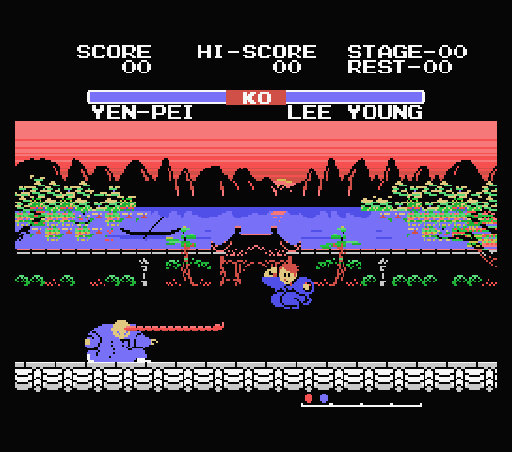 SCORE HI-SCORE STAGE-00
00 00 REST-00
KO
YEN-PEI LEE YOUNG